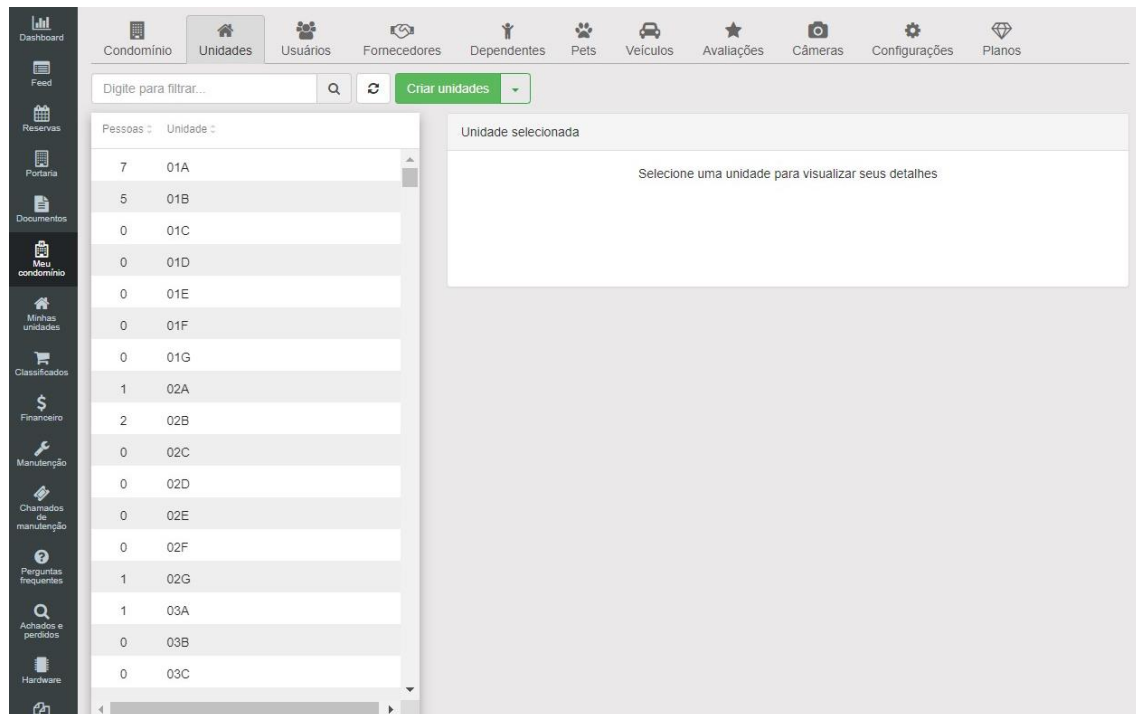 Dashboard
Feed
Reservas
Portaria
Documentos
Meu
condomínio
Minhas
unidades
Classificados
Financeiro
Manutenção
Chamados
de
manutenção
Perguntas
frequentes
Achados e
perdidos
Hardware
Condomínio Unidades Usuários Fornecedores Dependentes Pets Veículos Avaliações Câmeras Configurações Planos
Digite para filtrar... Criar unidades
Pessoas Unidade
7 01A
5 01B
0 01C
0 01D
0 01E
0 01F
0 01G
1 02A
2 02B
0 02C
0 02D
0 02E
0 02F
1 02G
1 03A
0 03B
0 03C
Unidade selecionada
Selecione uma unidade para visualizar seus detalhes